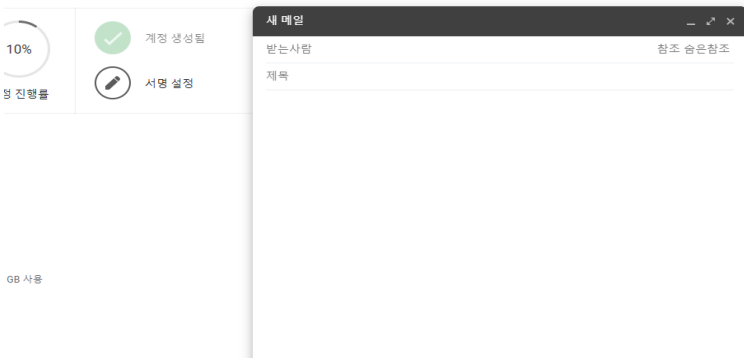 10%
정 진행률
계정 생성됨
서명 설정
GB 사용
새 메일
받는사람 참조 숨은참조
제목